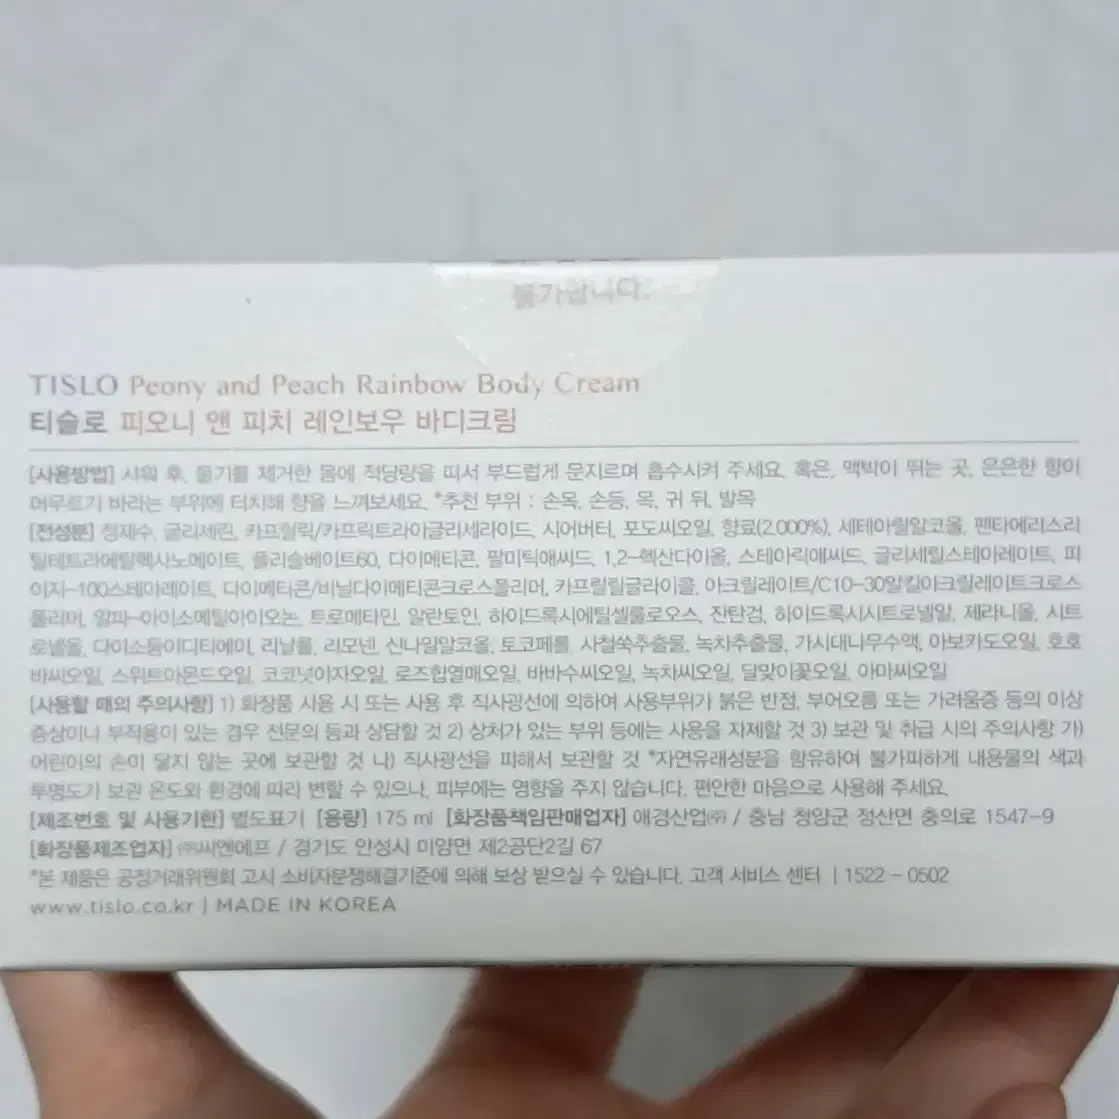 불가합니다.
TISLO Peony and Peach Rainbow Body Cream
티슬로 피오니 앤 피치 레인보우 바디크림
[사용방법] 샤워 후, 물기를 제거한 몸에 적당량을 떠서 부드럽게 문지르며 흡수시켜 주세요. 혹은, 맥박이 뛰는 곳, 은은한 향이
머무르기 바라는 부위에 터치해 향을 느껴보세요. *추천 부위 : 손목, 손등, 목, 귀 뒤, 발목
[전성분] 정제수, 글리세린, 카프릴릭/카프릭트라이글리세라이드, 시어버터, 포도씨오일, 향료(2.000%), 세테아릴알코올, 펜타에리스리
틸테트라에틸헥사노에이트, 폴리솔베이트60, 다이메티콘, 팔미틱애씨드, 1,2-헥산다이올, 스테아릭애씨드, 글리세릴스테아레이트, 피
이지-100스테아레이트, 다이메티콘/비닐다이메티콘크로스폴리머, 카프릴릴글라이콜, 아크릴레이트/C10-30알킬아크릴레이트크로스
폴리머, 알파-아이소메틸아이오논, 트로메타민, 알란토인, 하이드록시에틸셀룰로오스, 잔탄검, 하이드록시시트로넬알, 제라니올, 시트
로넬올, 다이소듐이디티에이, 리날룰, 리모넨, 신나밀알코올, 토코페롤, 사철쑥추출물, 녹차추출물, 가시대나무수액, 아보카도오일, 호호
바씨오일, 스위트아몬드오일, 코코넛야자오일, 로즈힙열매오일, 바바수씨오일, 녹차씨오일, 달맞이꽃오일, 아마씨오일
[사용할 때의 주의사항] 1) 화장품 사용 시 또는 사용 후 직사광선에 의하여 사용부위가 붉은 반점, 부어오름 또는 가려움증 등의 이상
증상이나 부작용이 있는 경우 전문의 등과 상담할 것 2) 상처가 있는 부위 등에는 사용을 자제할 것 3) 보관 및 취급 시의 주의사항 가)
어린이의 손이 닿지 않는 곳에 보관할 것 나) 직사광선을 피해서 보관할 것 *자연유래성분을 함유하여 불가피하게 내용물의 색과
투명도가 보관 온도와 환경에 따라 변할 수 있으나, 피부에는 영향을 주지 않습니다. 편안한 마음으로 사용해 주세요.
[제조번호 및 사용기한] 별도표기 [용량] 175 ml [화장품책임판매업자] 애경산업㈜ / 충남 청양군 정산면 충의로 1547-9
[화장품제조업자] ㈜씨엔에프 / 경기도 안성시 미양면 제2공단2길 67
*본 제품은 공정거래위원회 고시 소비자분쟁해결기준에 의해 보상 받으실 수 있습니다. 고객 서비스 센터 | 1522 - 0502
www.tislo.co.kr | MADE IN KOREA